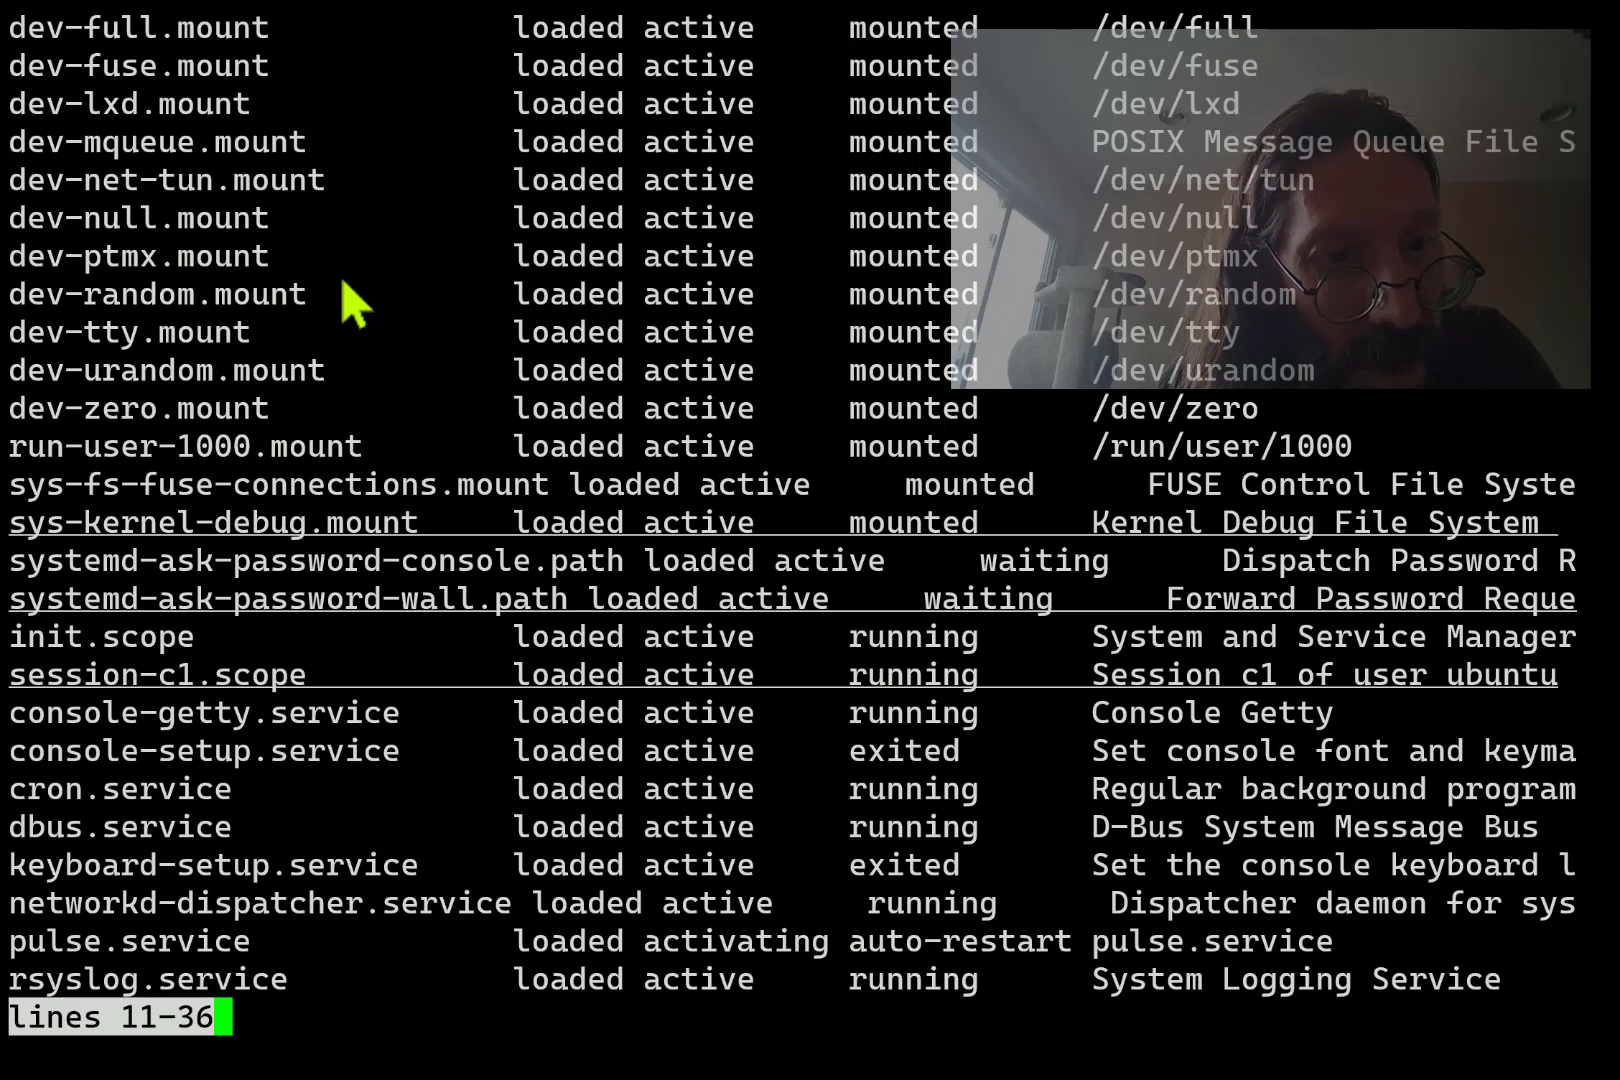 dev-full.mount loaded active mounted /dev/full
dev-fuse.mount loaded active mounted /dev/fuse
dev-lxd.mount loaded active mounted /dev/lxd
dev-mqueue.mount loaded active mounted POSIX Message Queue File S
dev-net-tun.mount loaded active mounted /dev/net/tun
dev-null.mount loaded active mounted /dev/null
dev-ptmx.mount loaded active mounted /dev/ptmx
dev-random.mount loaded active mounted /dev/random
dev-tty.mount loaded active mounted /dev/tty
dev-urandom.mount loaded active mounted /dev/urandom
dev-zero.mount loaded active mounted /dev/zero
run-user-1000.mount loaded active mounted /run/user/1000
sys-fs-fuse-connections.mount loaded active mounted FUSE Control File Syste
sys-kernel-debug.mount loaded active mounted Kernel Debug File System
systemd-ask-password-console.path loaded active waiting Dispatch Password R
systemd-ask-password-wall.path loaded active waiting Forward Password Reque
init.scope loaded active running System and Service Manager
session-c1.scope loaded active running Session c1 of user ubuntu
console-getty.service loaded active running Console Getty
console-setup.service loaded active exited Set console font and keyma
cron.service loaded active running Regular background program
dbus.service loaded active running D-Bus System Message Bus
keyboard-setup.service loaded active exited Set the console keyboard l
networkd-dispatcher.service loaded active running Dispatcher daemon for sys
pulse.service loaded activating auto-restart pulse.service
rsyslog.service loaded active running System Logging Service
lines 11-36